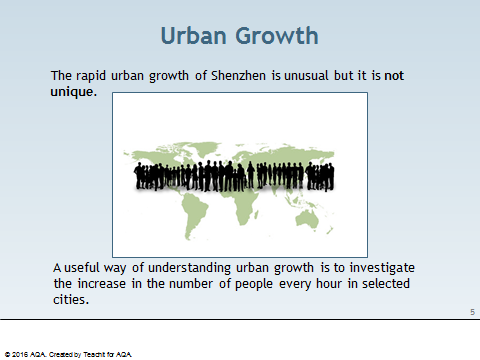 Urban Growth
The rapid urban growth of Shenzhen is unusual but it is not
unique.
A useful way of understanding urban growth is to investigate
the increase in the number of people every hour in selected
cities.
5
© 2016 AQA. Created by Teachit for AQA.